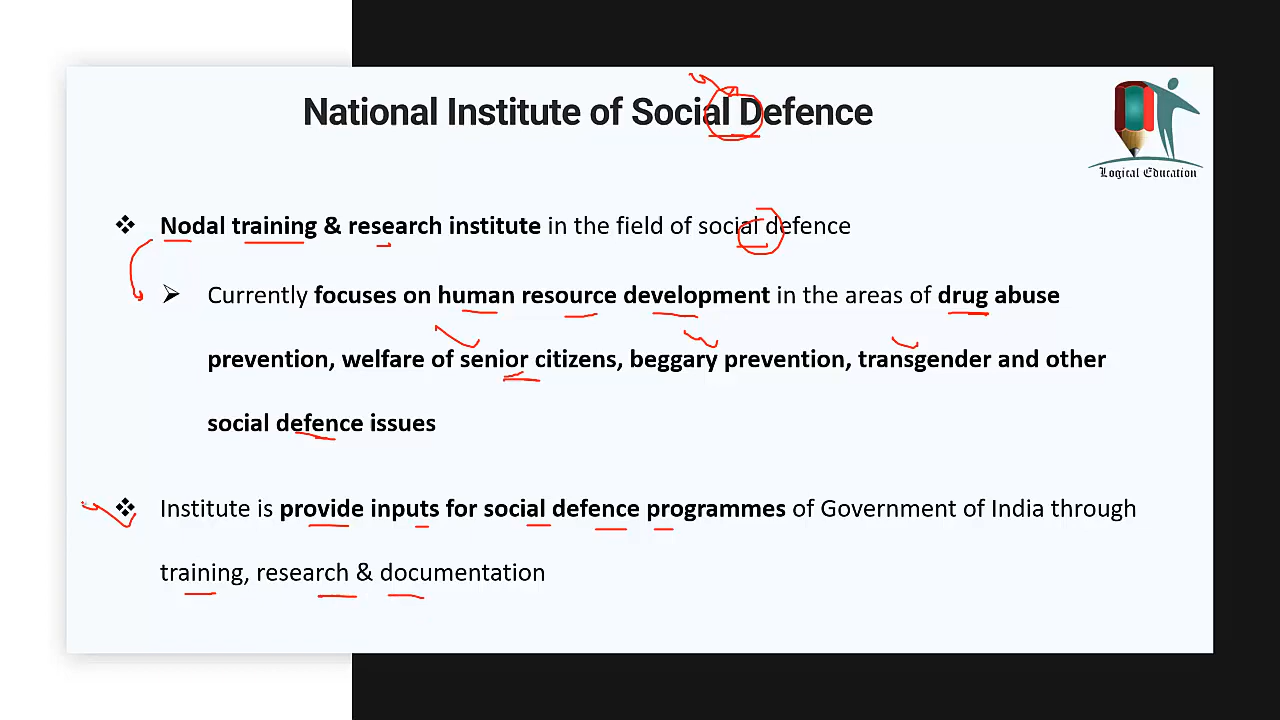 National Institute of Social Defence
Logical Education
❖ Nodal training & research institute in the field of social defence
➢ Currently focuses on human resource development in the areas of drug abuse
prevention, welfare of senior citizens, beggary prevention, transgender and other
social defence issues
❖ Institute is provide inputs for social defence programmes of Government of India through
training, research & documentation